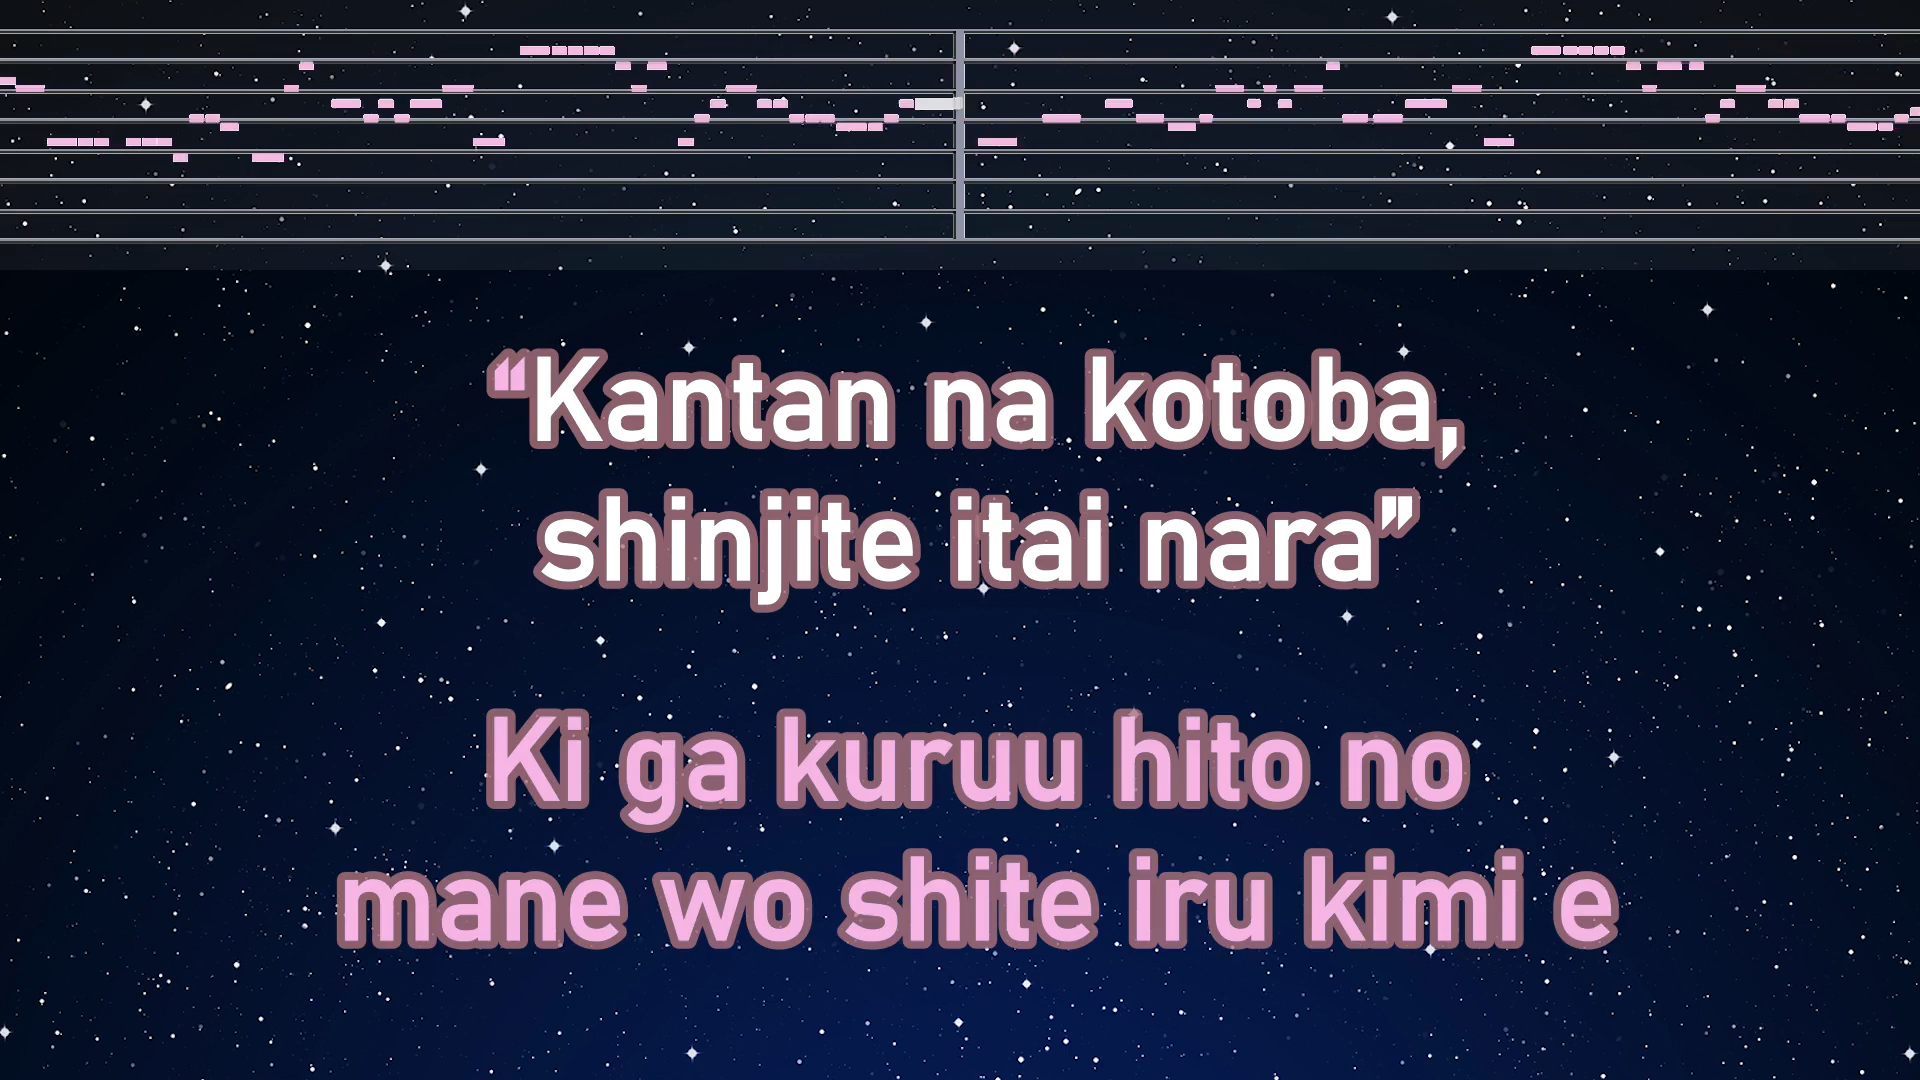 “Kantan na kotoba,
shinjite itai nara”
Ki ga kuruu hito no
mane wo shite iru kimi e